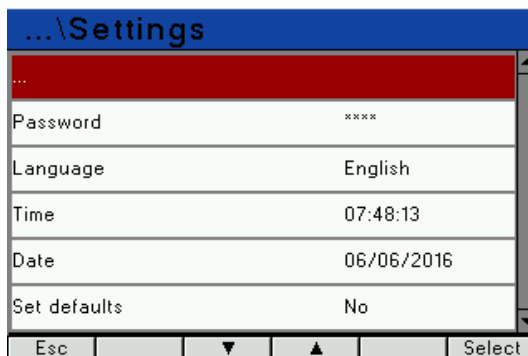 ...\Settings
...
Password ****
Language English
Time 07:48:13
Date 06/06/2016
Set defaults No
Esc ▼ ▲ Select